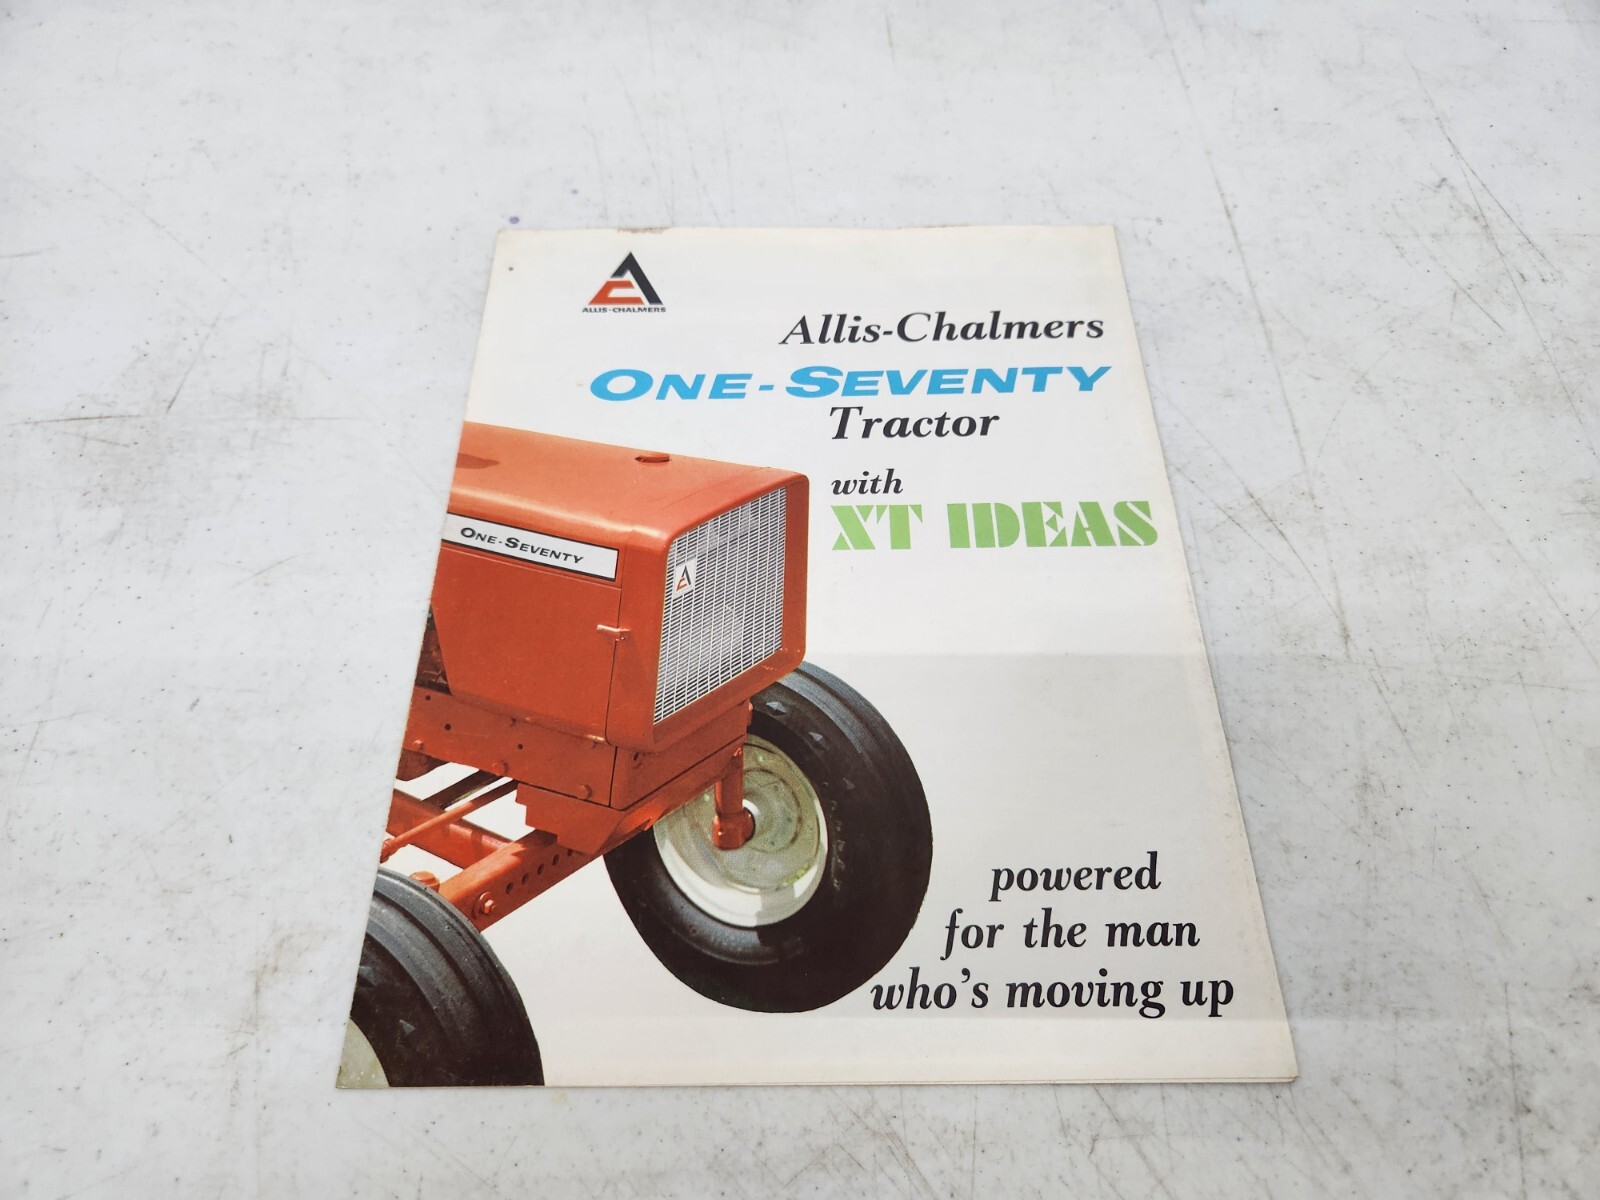 ALLIS-CHALMERS
Allis-Chalmers
ONE-SEVENTY
Tractor
with
XT IDEAS
ONE-SEVENTY
powered
for the man
who's moving up